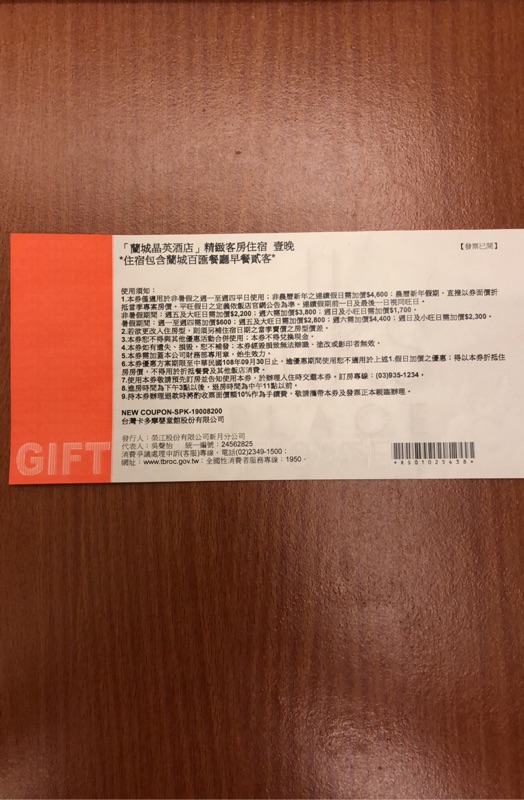 「蘭城晶英酒店」精緻客房住宿 壹晚
【發票已開】
*住宿包含蘭城百匯餐廳早餐貳客*
使用須知：
1.本券僅適用於非暑假之週一至週四平日使用；非農曆新年之連續假日需加價$4,600；農曆新年假期，直接以券面價折
抵當季專案房價。平旺假日之定義依飯店官網公告為準。連續假期前一日及最後一日視同旺日。
非暑假期間：週五及大旺日需加價$2,200；週六需加價$3,800；週日及小旺日需加價$1,700。
暑假期間：週一至週四需加價$600；週五及大旺日需加價$2,800；週六需加價$4,400；週日及小旺日需加價$2,300。
2.若欲更改入住房型，則須另補住宿日期之當季實價之房型價差。
3.本券恕不得與其他優惠活動合併使用；本券不得兌換現金。
4.本券如有遺失、損毀，恕不補發；本券經毀損致無法辨識、塗改或影印者無效。
5.本券需加蓋本公司財務部專用章，始生效力。
6.本券優惠方案期限至中華民國108年09月30日止，逾優惠期間使用恕不適用於上述1.假日加價之優惠；得以本券折抵住
房房價，不得用於折抵餐費及其他飯店消費。
7.使用本券敬請預先訂房並告知使用本券，於辦理入住時交繳本券。訂房專線：(03)935-1234。
8.進房時間為下午3點以後，退房時間為中午11點以前。
9.持本券辦理退款時將酌收票面價額10%作為手續費，敬請攜帶本券及發票正本親臨辦理。
NEW COUPON-SPK-19008200
台灣卡多摩嬰童館股份有限公司
發行人：榮江股份有限公司新月分公司
代表人：吳聲怡 統一編號：24562825
消費爭議處理申訴(客服)專線，電話(02)2349-1500；
網址：www.tbroc.gov.tw；全國性消費者服務專線：1950。
GIFT
*8501025438*